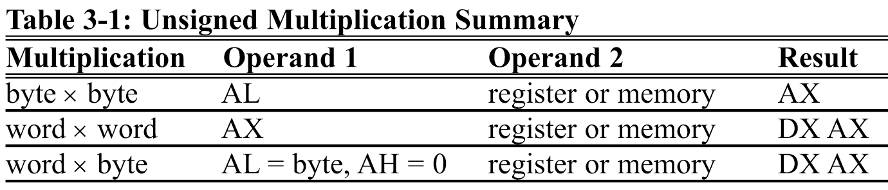 Table 3-1: Unsigned Multiplication Summary
Multiplication Operand 1 Operand 2 Result
byte × byte AL register or memory AX
word × word AX register or memory DX AX
word × byte AL = byte, AH = 0 register or memory DX AX